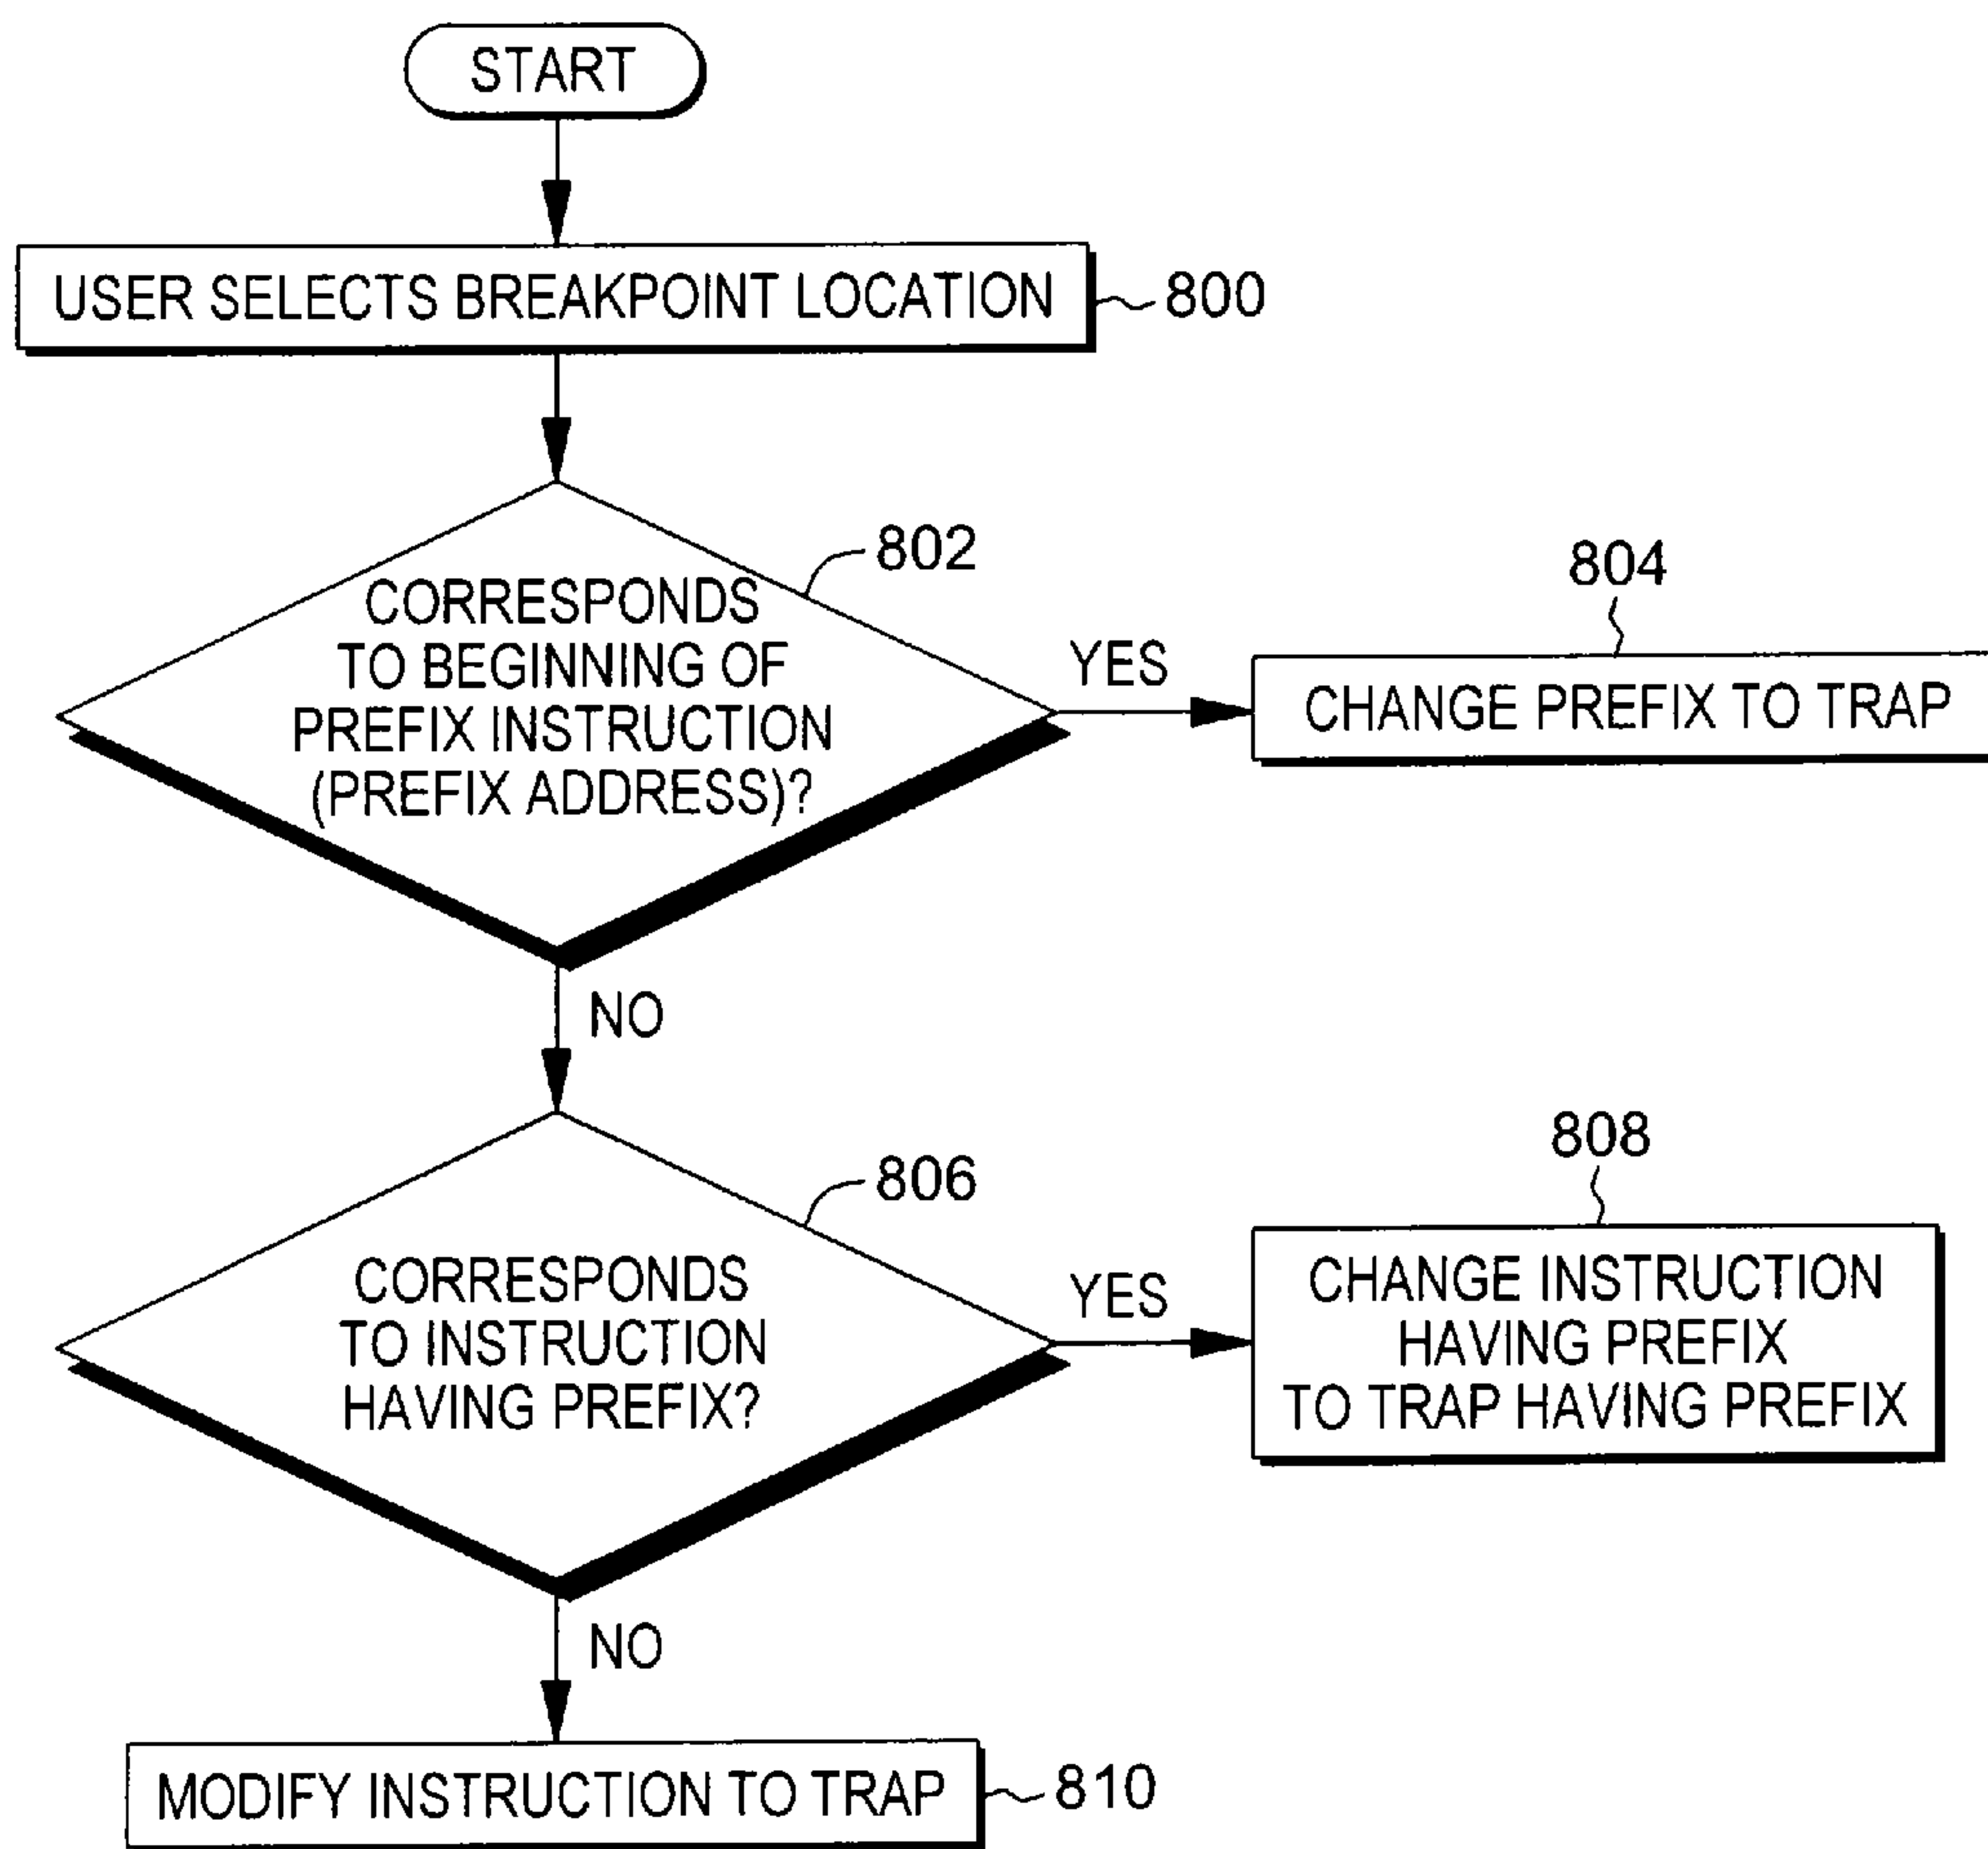 START
USER SELECTS BREAKPOINT LOCATION
800
802
CORRESPONDS
TO BEGINNING OF
PREFIX INSTRUCTION
(PREFIX ADDRESS)?
YES
804
CHANGE PREFIX TO TRAP
NO
806
CORRESPONDS
TO INSTRUCTION
HAVING PREFIX?
YES
808
CHANGE INSTRUCTION
HAVING PREFIX
TO TRAP HAVING PREFIX
NO
MODIFY INSTRUCTION TO TRAP
810